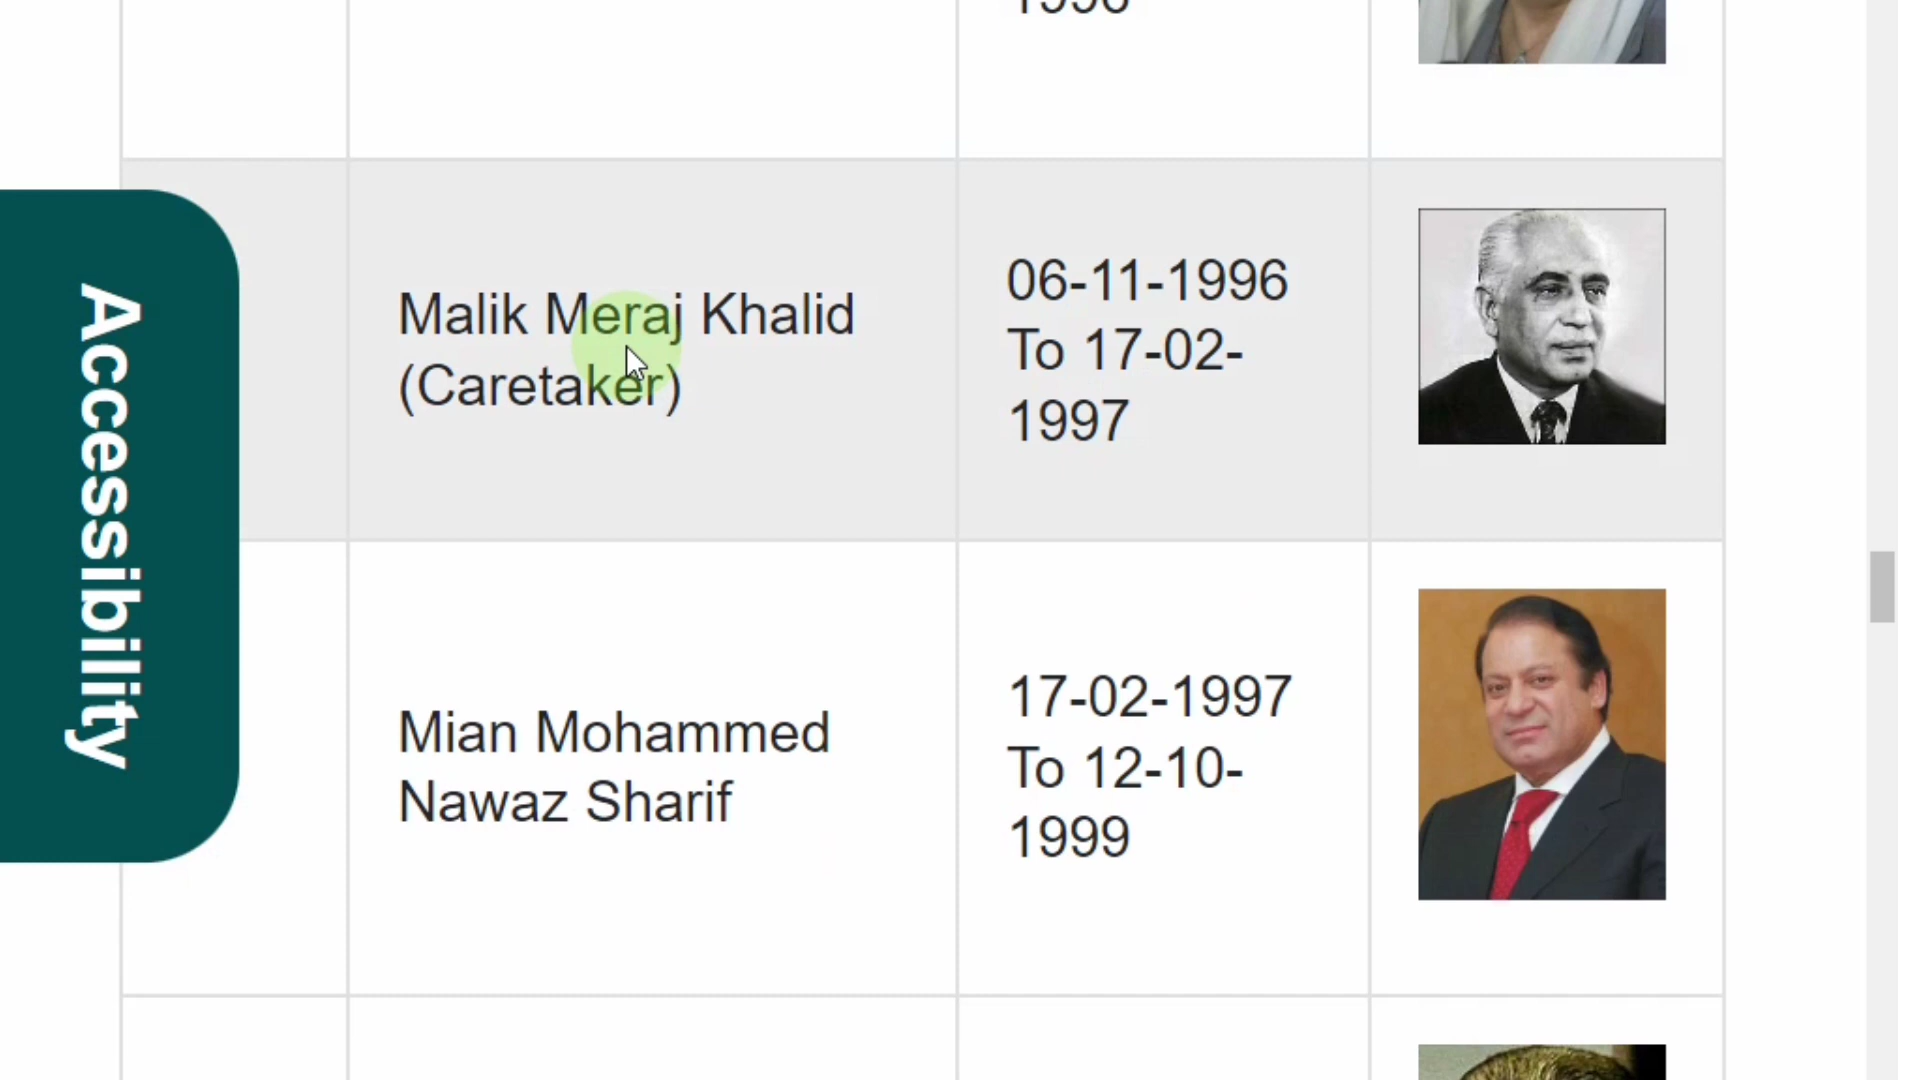 Malik Meraj Khalid
(Caretaker)
06-11-1996
To 17-02-
1997
Mian Mohammed
Nawaz Sharif
17-02-1997
To 12-10-
1999
Accessibility